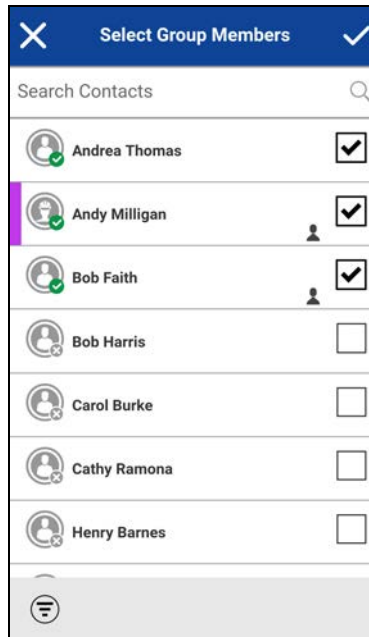 Select Group Members
Search Contacts
Andrea Thomas
Andy Milligan
Bob Faith
Bob Harris
Carol Burke
Cathy Ramona
Henry Barnes